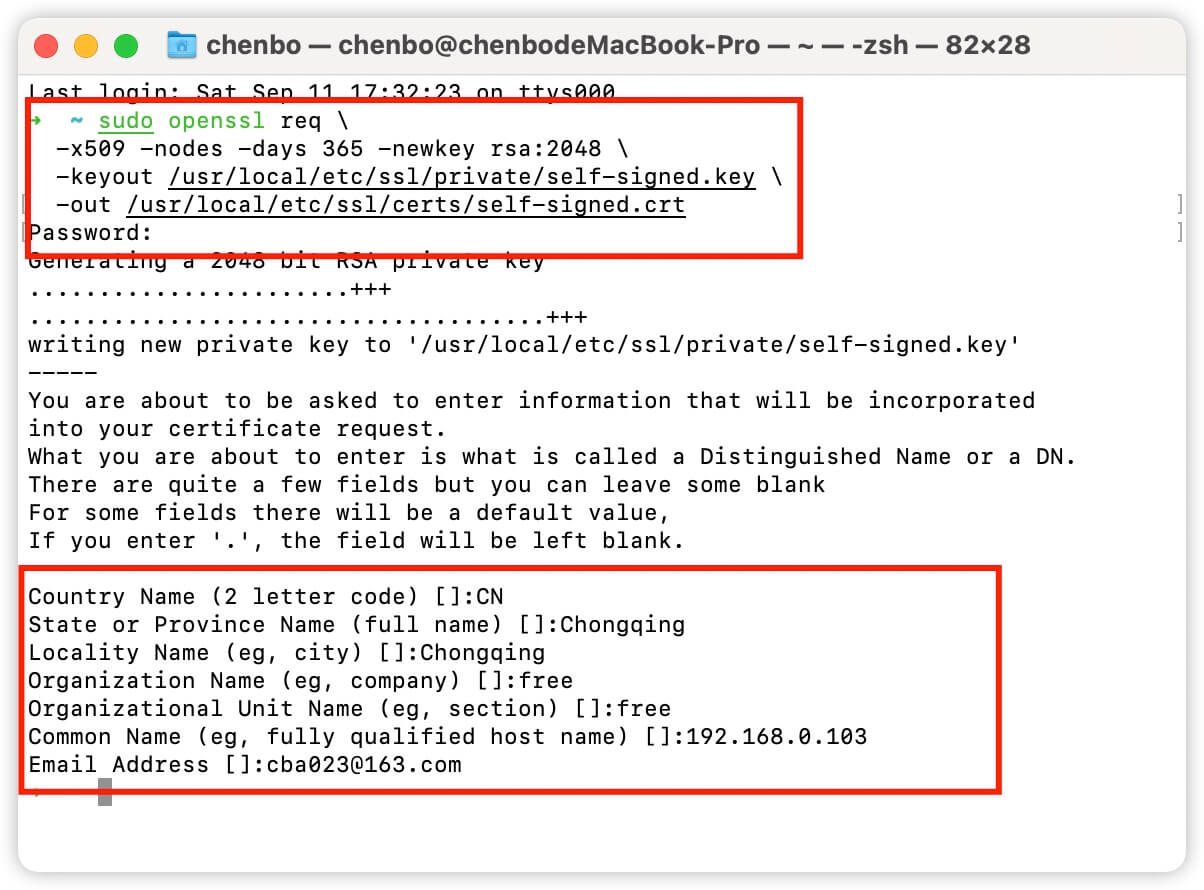 chenbo — chenbo@chenbodeMacBook-Pro — ~ — -zsh — 82×28
Last login: Sat Sep 11 17:32:23 on ttys000
➜  ~ sudo openssl req \
  -x509 -nodes -days 365 -newkey rsa:2048 \
  -keyout /usr/local/etc/ssl/private/self-signed.key \
[  -out /usr/local/etc/ssl/certs/self-signed.crt ]
[Password: ]
Generating a 2048 bit RSA private key
.......................+++
.....................................+++
writing new private key to '/usr/local/etc/ssl/private/self-signed.key'
-----
You are about to be asked to enter information that will be incorporated
into your certificate request.
What you are about to enter is what is called a Distinguished Name or a DN.
There are quite a few fields but you can leave some blank
For some fields there will be a default value,
If you enter '.', the field will be left blank.
Country Name (2 letter code) []:CN
State or Province Name (full name) []:Chongqing
Locality Name (eg, city) []:Chongqing
Organization Name (eg, company) []:free
Organizational Unit Name (eg, section) []:free
Common Name (eg, fully qualified host name) []:192.168.0.103
Email Address []:cba023@163.com